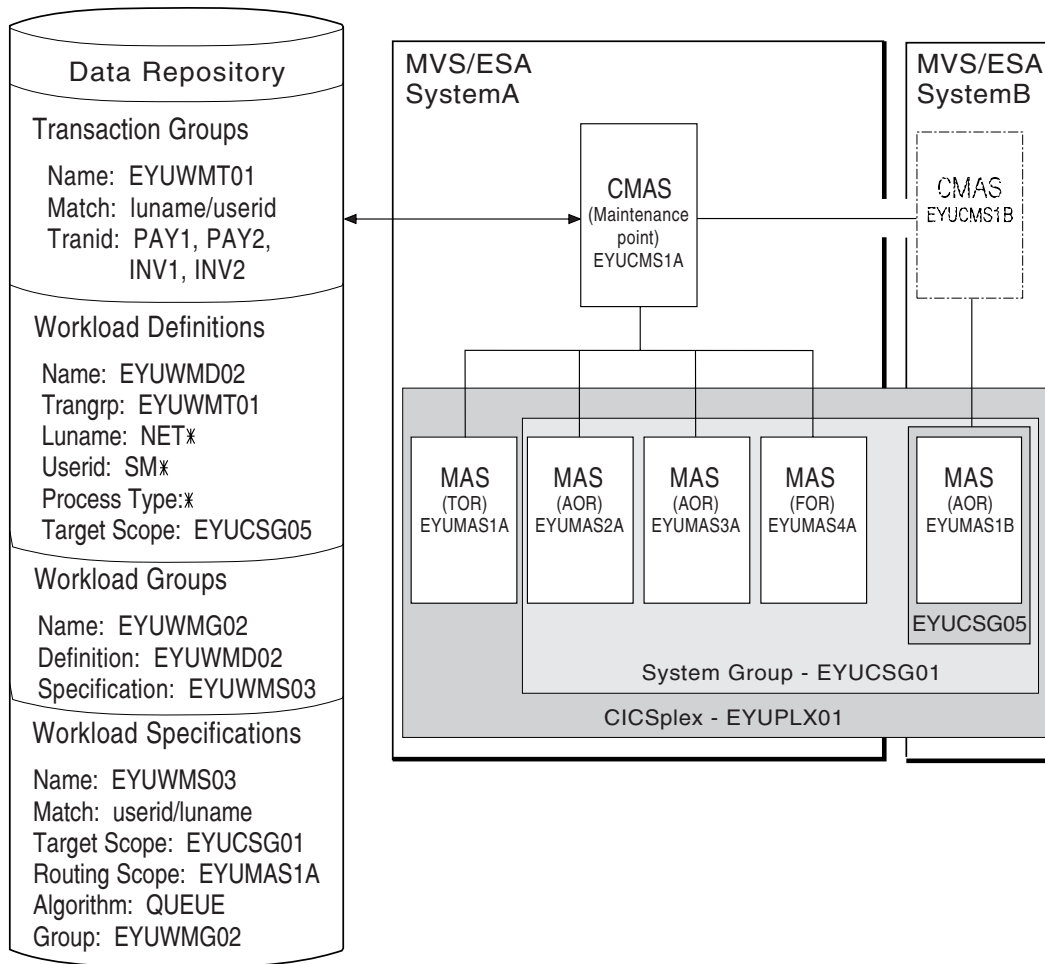 Data Repository
Transaction Groups
Name: EYUWMT01
Match: luname/userid
Tranid: PAY1, PAY2,
INV1, INV2
Workload Definitions
Name: EYUWMD02
Trangrp: EYUWMT01
Luname: NET*
Userid: SM*
Process Type:*
Target Scope: EYUCSG05
Workload Groups
Name: EYUWMG02
Definition: EYUWMD02
Specification: EYUWMS03
Workload Specifications
Name: EYUWMS03
Match: userid/luname
Target Scope: EYUCSG01
Routing Scope: EYUMAS1A
Algorithm: QUEUE
Group: EYUWMG02
MVS/ESA
SystemA
CMAS
(Maintenance
point)
EYUCMS1A
MVS/ESA
SystemB
CMAS
EYUCMS1B
MAS
(TOR)
EYUMAS1A
MAS
(AOR)
EYUMAS2A
MAS
(AOR)
EYUMAS3A
MAS
(FOR)
EYUMAS4A
MAS
(AOR)
EYUMAS1B
EYUCSG05
System Group - EYUCSG01
CICSplex - EYUPLX01